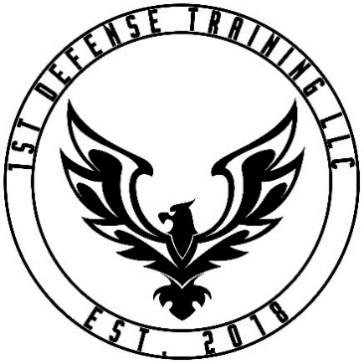 1ST DEFENSE TRAINING LLC
EST. 2018